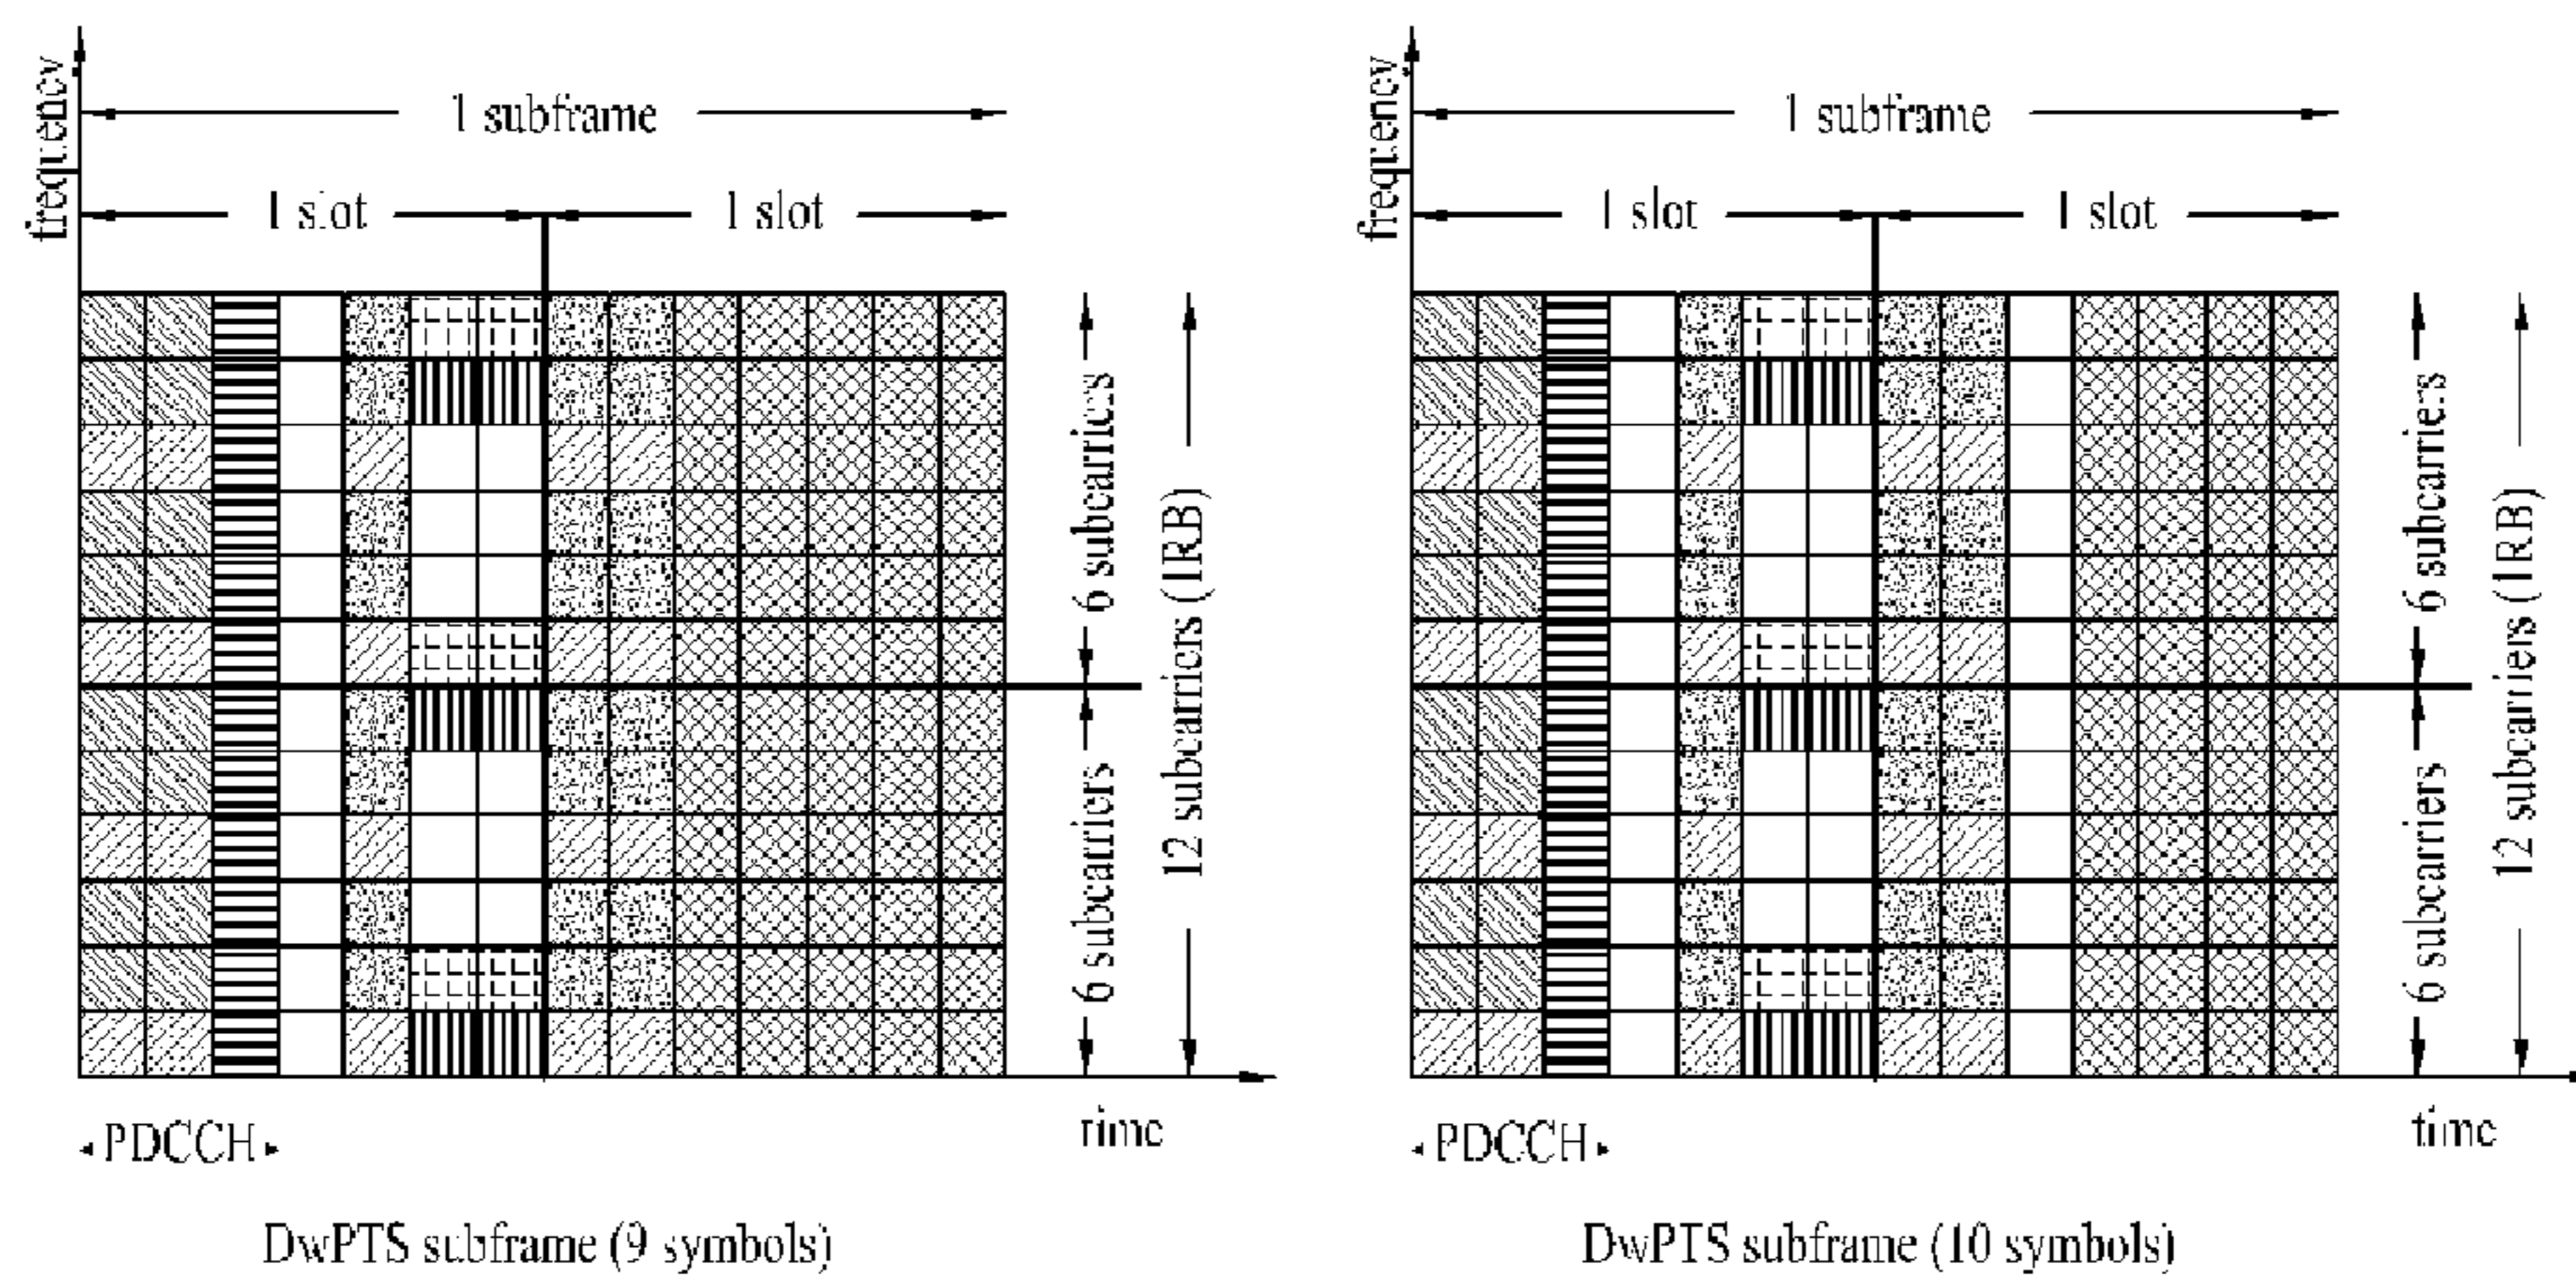 frequency
1 subframe
1 slot
1 slot
6 subcarriers
6 subcarriers
12 subcarriers (1RB)
time
PDCCH
DwPTS subframe (9 symbols)
frequency
1 subframe
1 slot
1 slot
6 subcarriers
6 subcarriers
12 subcarriers (1RB)
time
PDCCH
DwPTS subframe (10 symbols)